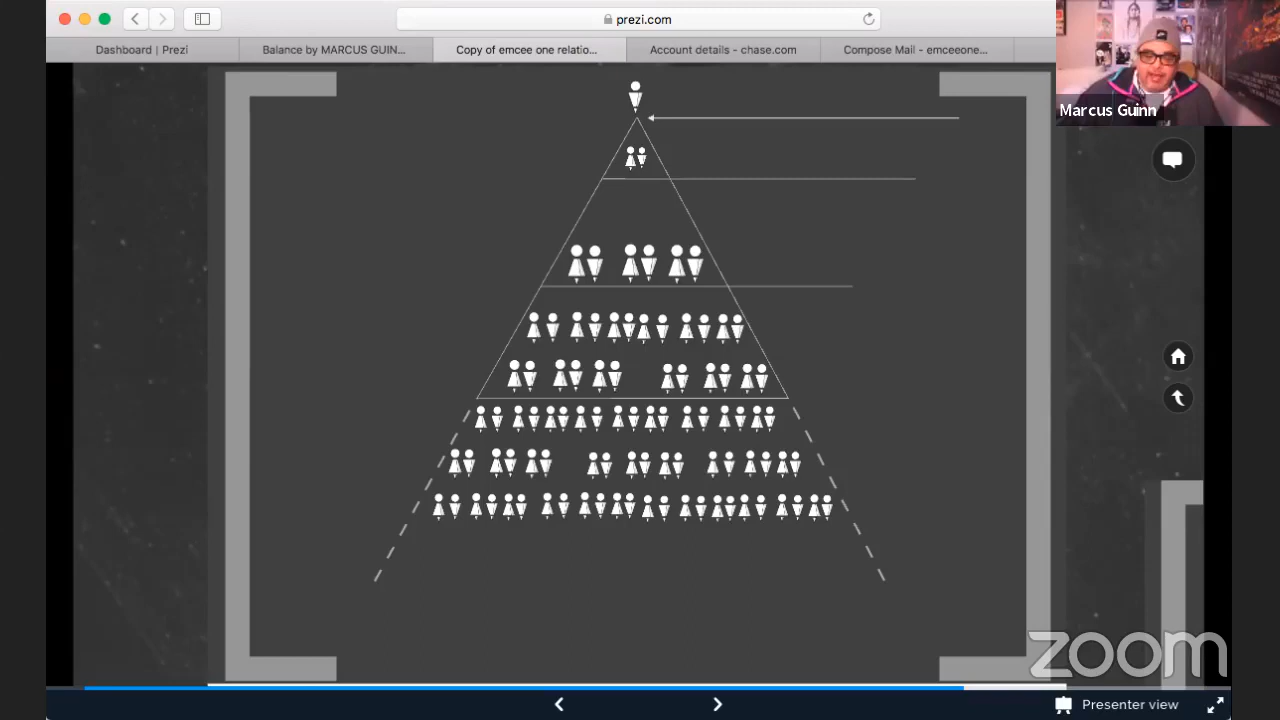 prezi.com
Dashboard | Prezi
Balance by MARCUS GUIN...
Copy of emcee one relatio...
Account details - chase.com
Compose Mail - emceeone...
Marcus Guinn
zoom
Presenter view